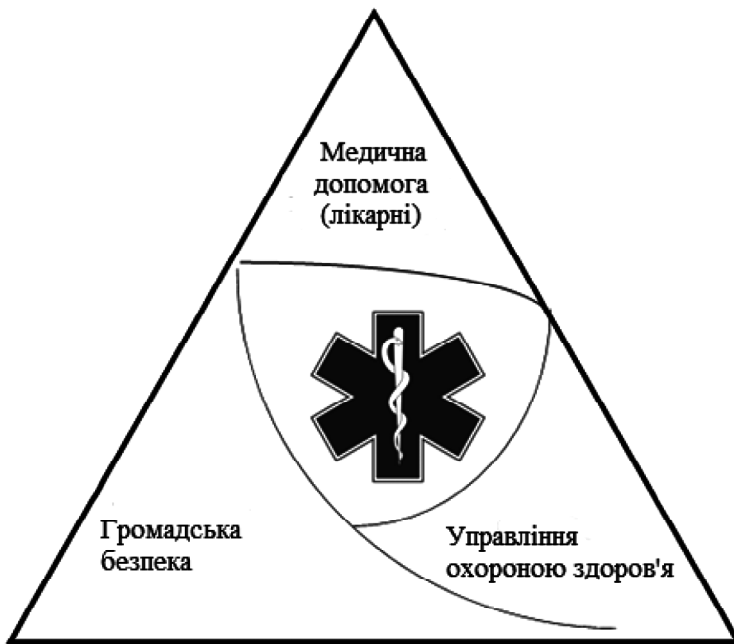 Медична
допомога
(лікарні)
Громадська
безпека
Управління
охороною здоров'я